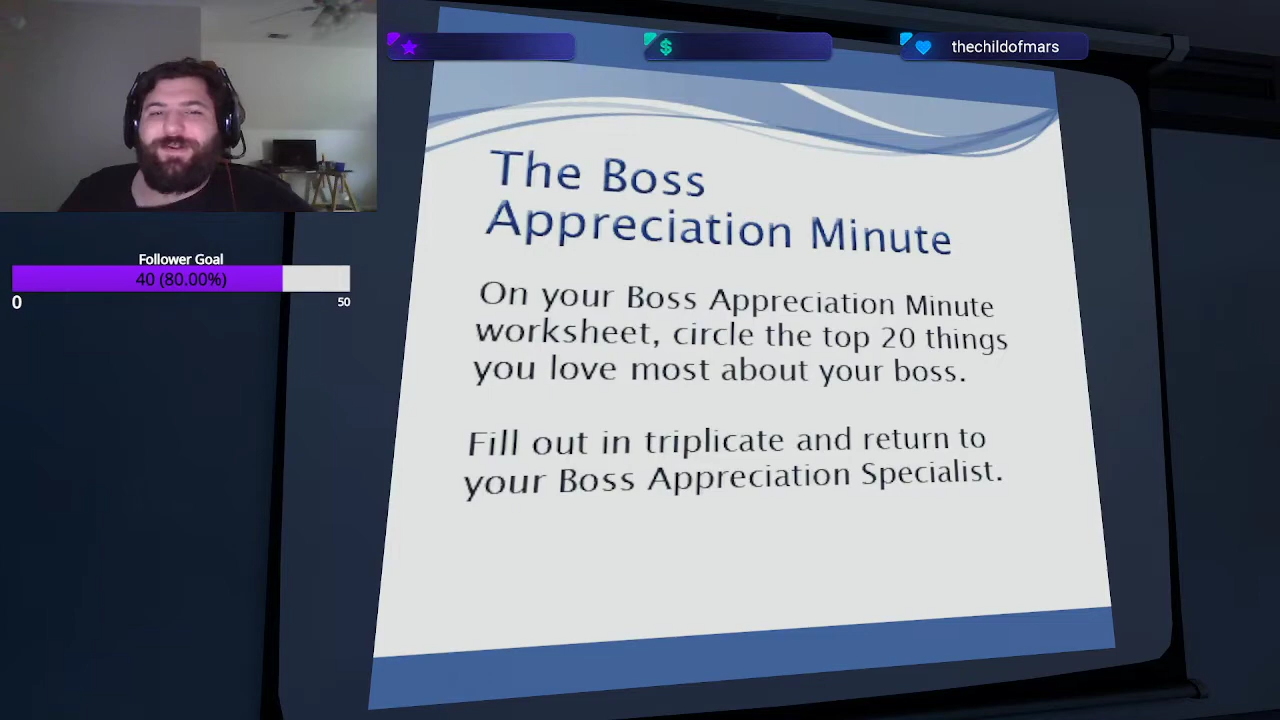 thechildofmars
Follower Goal
40 (80.00%)
0
50
The Boss
Appreciation Minute
On your Boss Appreciation Minute
worksheet, circle the top 20 things
you love most about your boss.
Fill out in triplicate and return to
your Boss Appreciation Specialist.